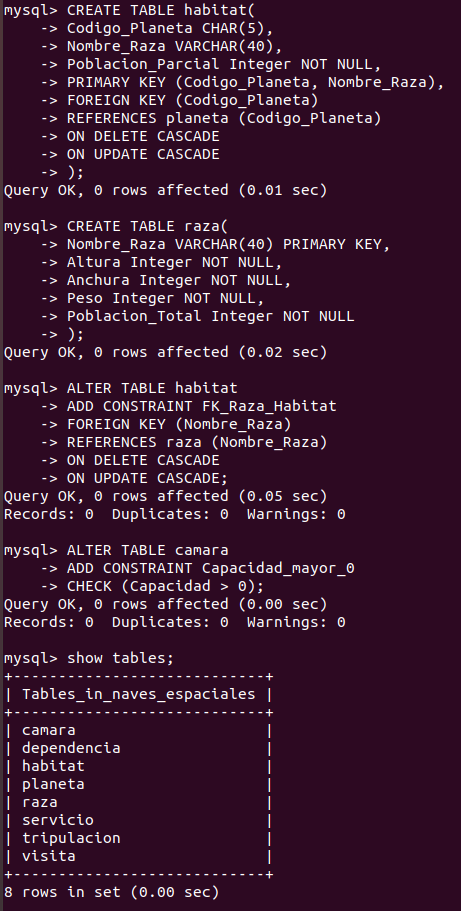 mysql> CREATE TABLE habitat(
    -> Codigo_Planeta CHAR(5),
    -> Nombre_Raza VARCHAR(40),
    -> Poblacion_Parcial Integer NOT NULL,
    -> PRIMARY KEY (Codigo_Planeta, Nombre_Raza),
    -> FOREIGN KEY (Codigo_Planeta)
    -> REFERENCES planeta (Codigo_Planeta)
    -> ON DELETE CASCADE
    -> ON UPDATE CASCADE
    -> );
Query OK, 0 rows affected (0.01 sec)

mysql> CREATE TABLE raza(
    -> Nombre_Raza VARCHAR(40) PRIMARY KEY,
    -> Altura Integer NOT NULL,
    -> Anchura Integer NOT NULL,
    -> Peso Integer NOT NULL,
    -> Poblacion_Total Integer NOT NULL
    -> );
Query OK, 0 rows affected (0.02 sec)

mysql> ALTER TABLE habitat
    -> ADD CONSTRAINT FK_Raza_Habitat
    -> FOREIGN KEY (Nombre_Raza)
    -> REFERENCES raza (Nombre_Raza)
    -> ON DELETE CASCADE
    -> ON UPDATE CASCADE;
Query OK, 0 rows affected (0.05 sec)
Records: 0  Duplicates: 0  Warnings: 0

mysql> ALTER TABLE camara
    -> ADD CONSTRAINT Capacidad_mayor_0
    -> CHECK (Capacidad > 0);
Query OK, 0 rows affected (0.00 sec)
Records: 0  Duplicates: 0  Warnings: 0

mysql> show tables;
+----------------------------+
| Tables_in_naves_espaciales |
+----------------------------+
| camara                     |
| dependencia                |
| habitat                    |
| planeta                    |
| raza                       |
| servicio                   |
| tripulacion                |
| visita                     |
+----------------------------+
8 rows in set (0.00 sec)